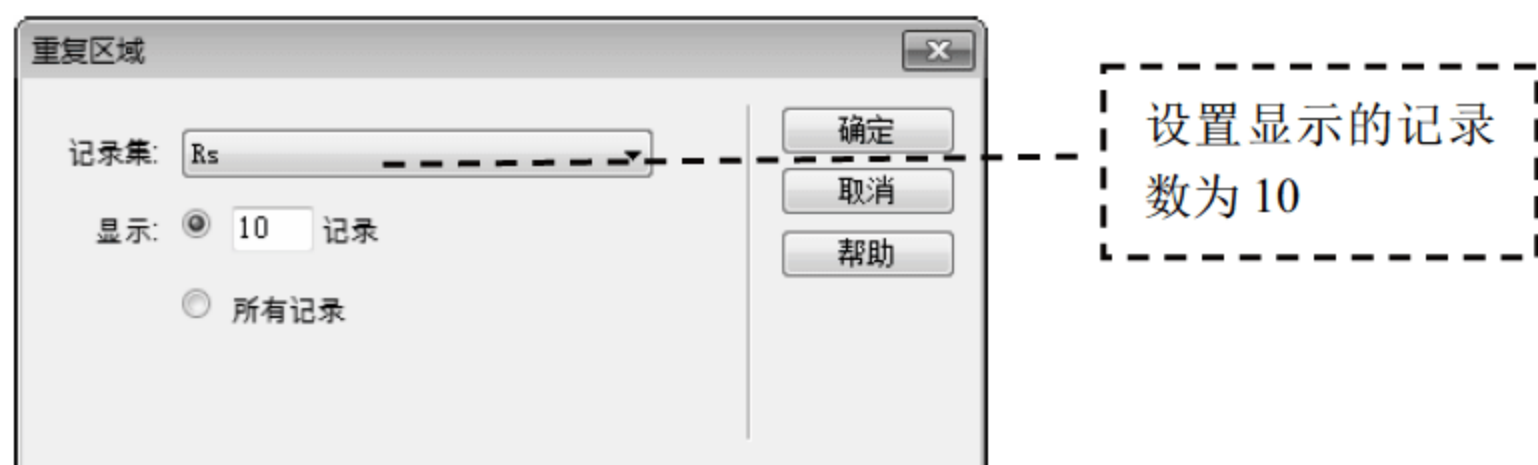 重复区域
记录集: Rs
确定
取消
显示: 10 记录
帮助
所有记录
设置显示的记录
数为 10